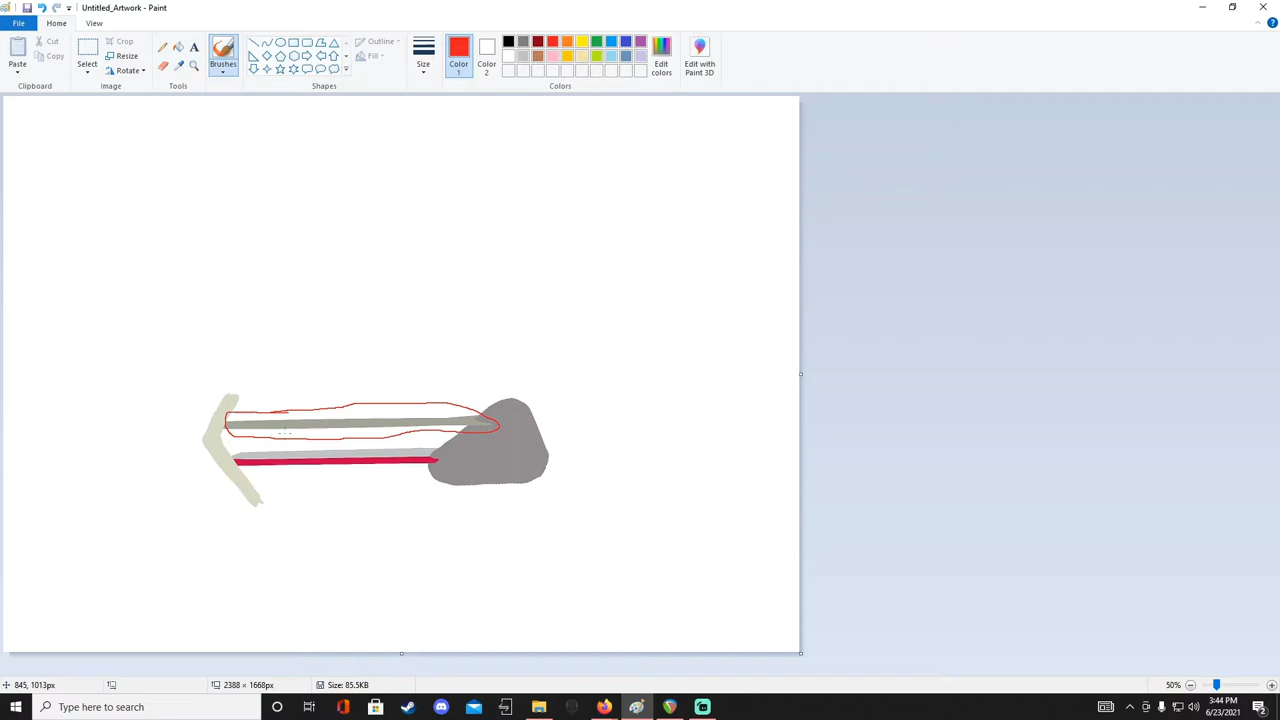 Untitled_Artwork - Paint
File Home View
Paste
Cut
Copy
Clipboard
Select
Crop
Resize
Rotate
Image
A
Tools
Brushes
Outline
Fill
Shapes
Size
Color 1
Color 2
Edit colors
Colors
Edit with Paint 3D
845, 1013px
2388 × 1668px
Size: 85.5KB
50%
Type here to search
3:44 PM
6/23/2021
2